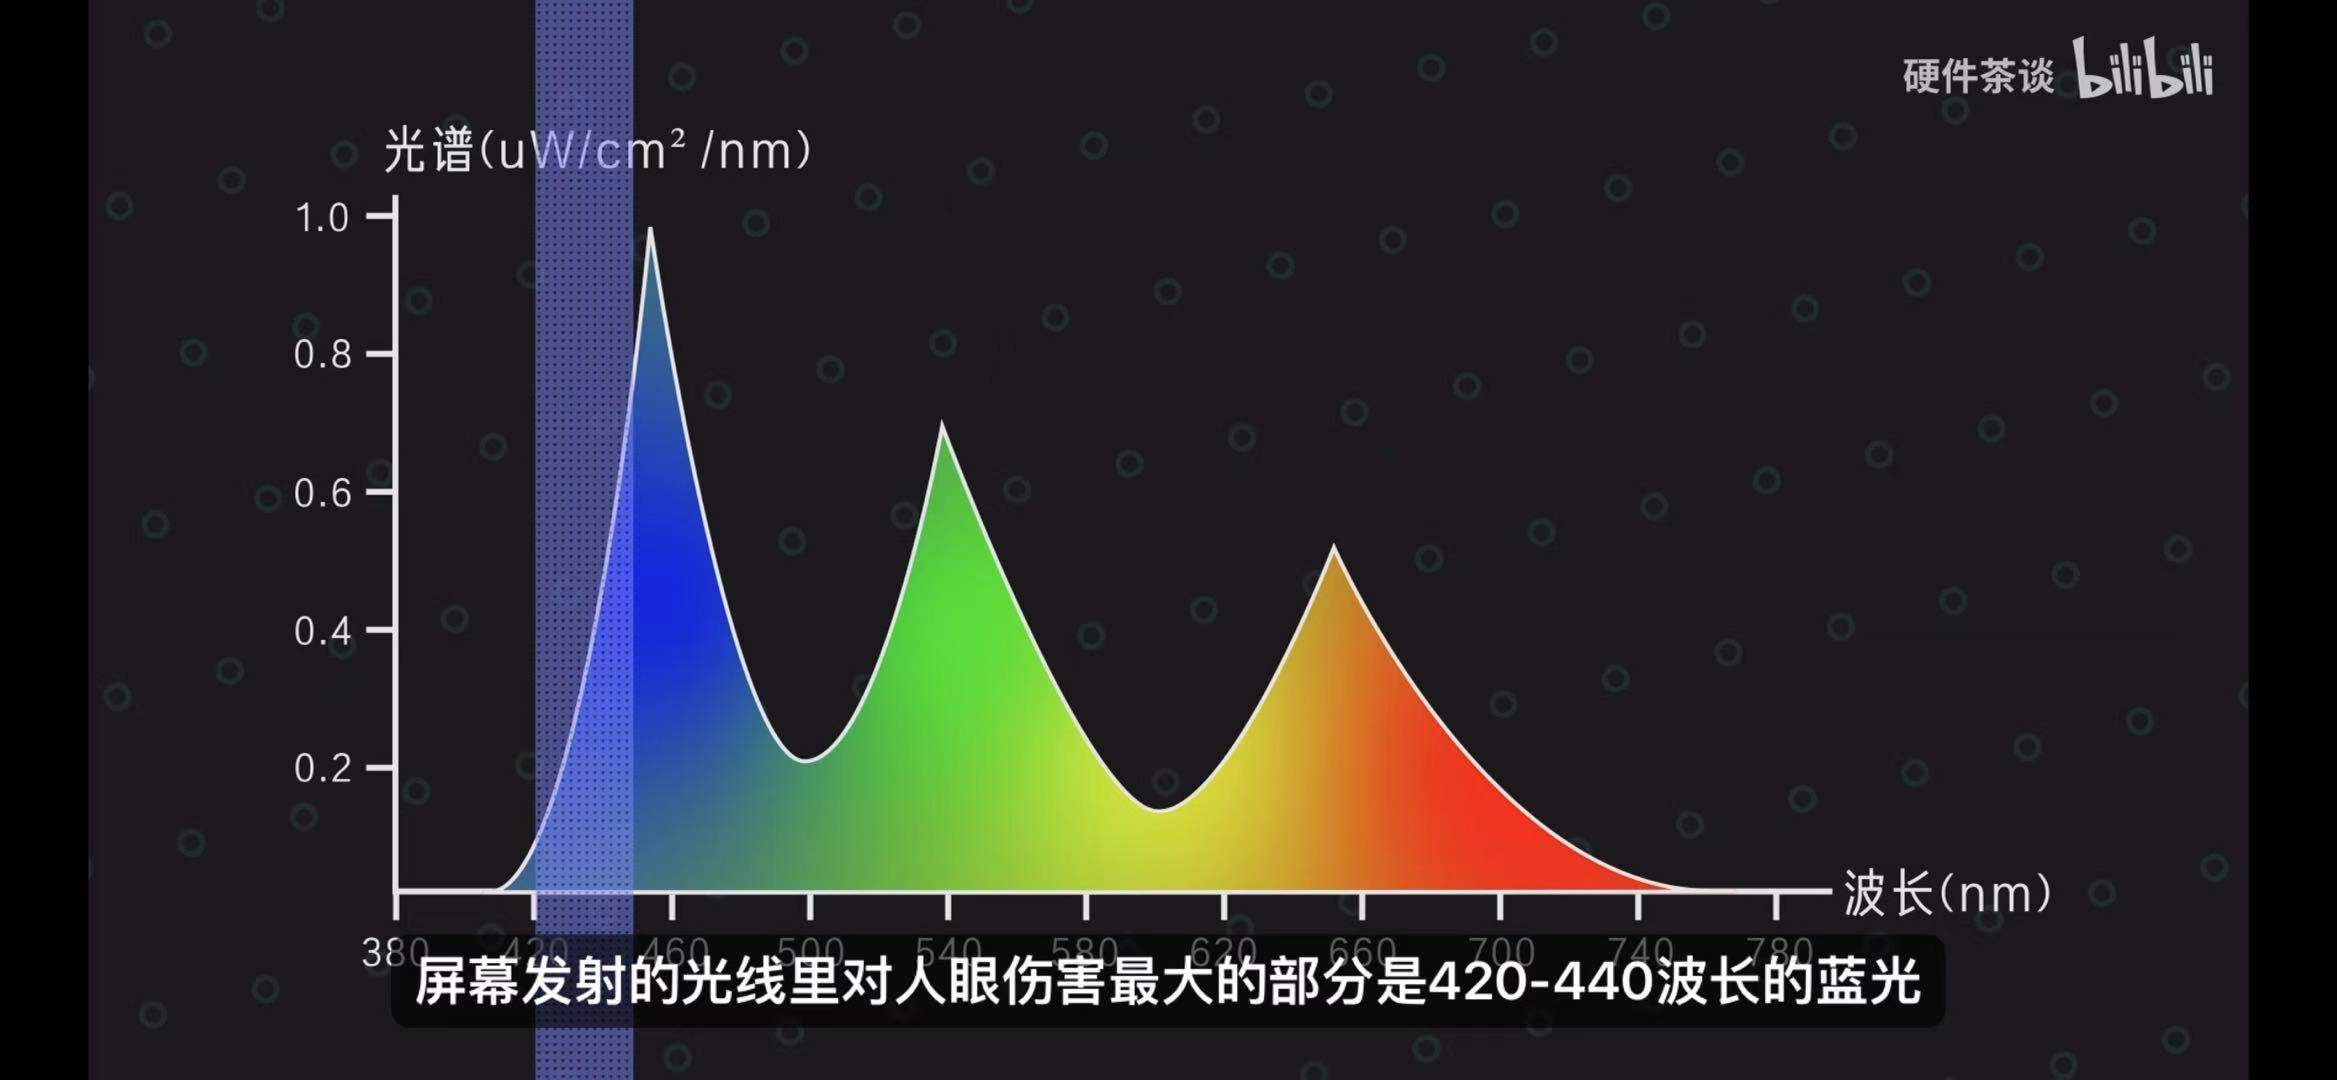 硬件茶谈 bilibili
光谱(uW/cm² /nm)
1.0
0.8
0.6
0.4
0.2
波长(nm)
380 420 460 500 540 580 620 660 700 740 780
屏幕发射的光线里对人眼伤害最大的部分是420-440波长的蓝光